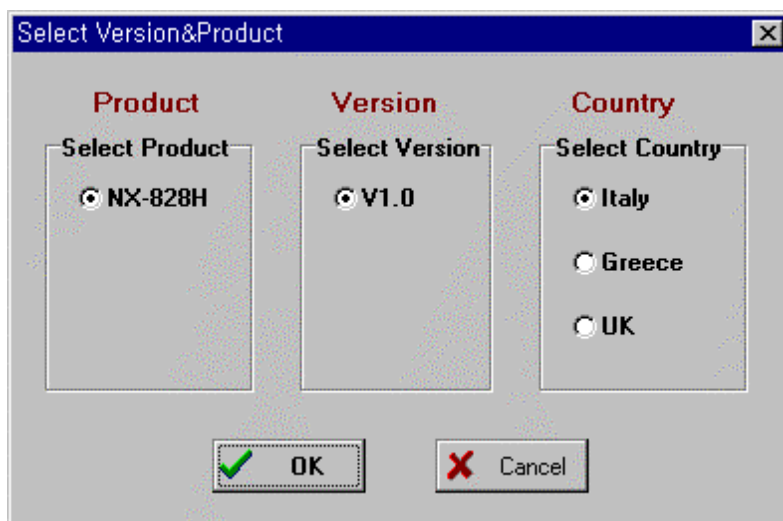 Select Version&Product
Product Version Country
Select Product Select Version Select Country
NX-828H V1.0 Italy
Greece
UK
OK Cancel